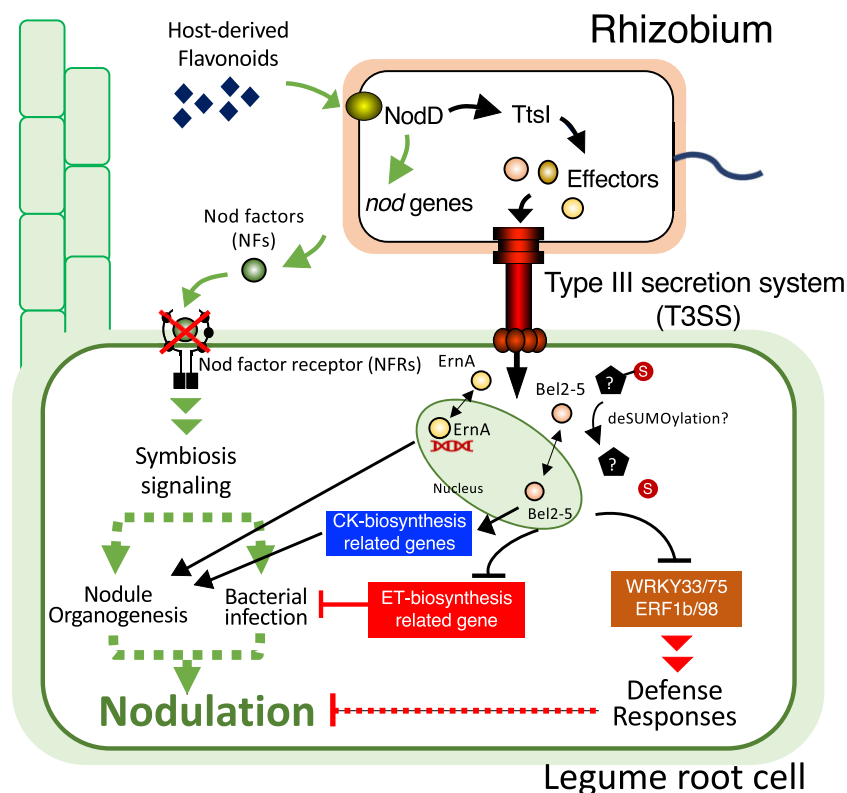 Rhizobium
Host-derived
Flavonoids
NodD
TtsI
Effectors
nod genes
Nod factors
(NFs)
Type III secretion system
(T3SS)
Nod factor receptor (NFRs)
ErnA
Bel2-5
?
S
deSUMOylation?
?
S
ErnA
Nucleus
Bel2-5
Symbiosis
signaling
CK-biosynthesis
related genes
Nodule
Organogenesis
Bacterial
infection
ET-biosynthesis
related gene
WRKY33/75
ERF1b/98
Defense
Responses
Nodulation
Legume root cell